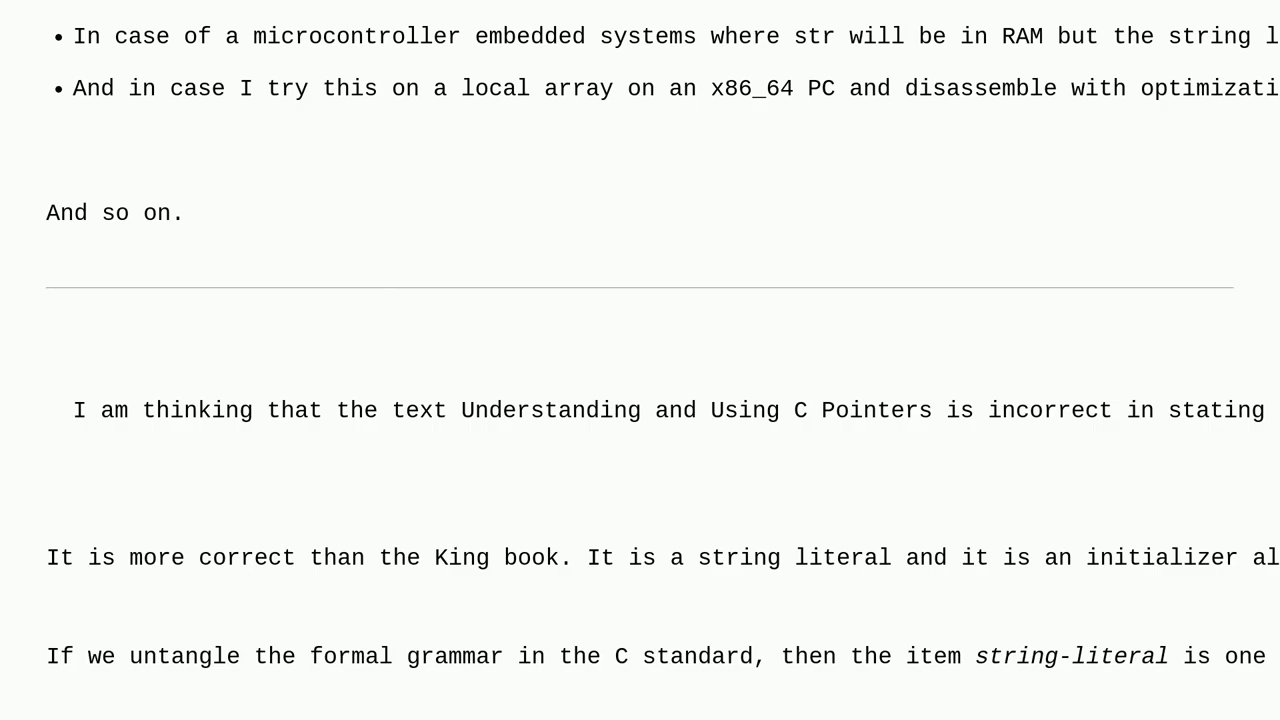 • In case of a microcontroller embedded systems where str will be in RAM but the string l
• And in case I try this on a local array on an x86_64 PC and disassemble with optimizati
And so on.
I am thinking that the text Understanding and Using C Pointers is incorrect in stating
It is more correct than the King book. It is a string literal and it is an initializer al
If we untangle the formal grammar in the C standard, then the item string-literal is one